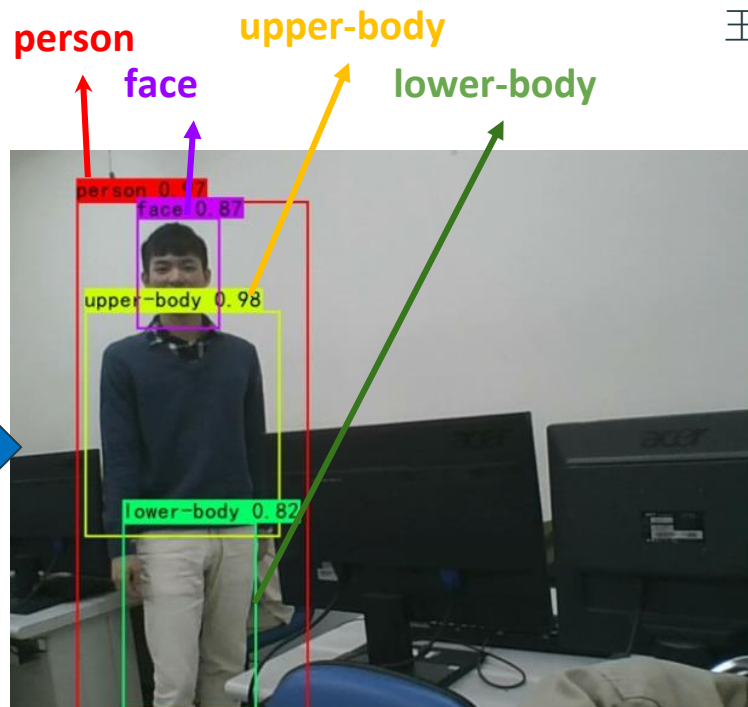 王
person
upper-body
face
lower-body
person 0.97
face 0.87
upper-body 0.98
lower-body 0.82
acer
acer